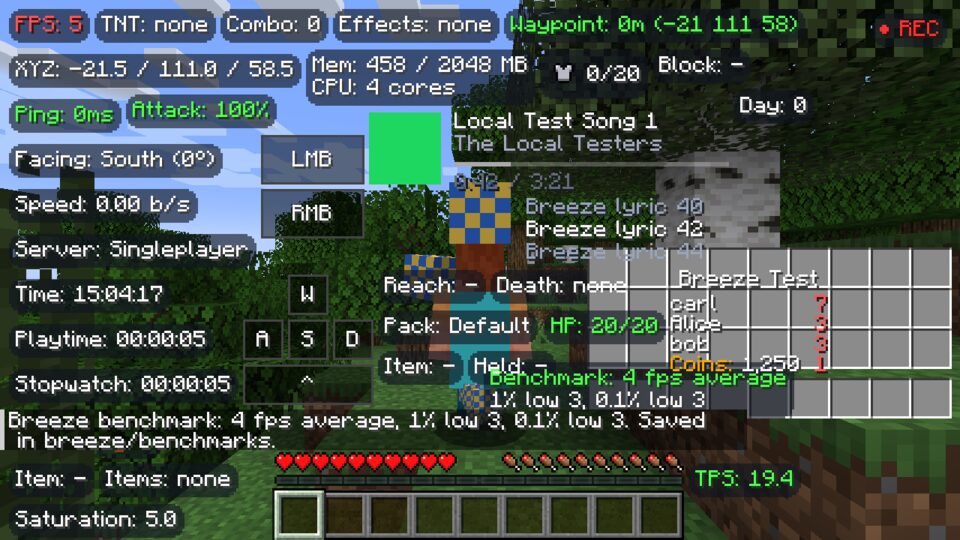 FPS: 5 TNT: none Combo: 0 Effects: none Waypoint: 0m (-21 111 58) REC
XYZ: -21.5 / 111.0 / 58.5
Mem: 458 / 2048 MB
CPU: 4 cores
0/20
Block: -
Day: 0
Ping: 0ms
Attack: 100%
Local Test Song 1
The Local Testers
0:42 / 3:21
Facing: South (0°)
LMB
RMB
Speed: 0.00 b/s
Breeze lyric 40
Breeze lyric 42
Breeze lyric 44
Server: Singleplayer
Time: 15:04:17
W
Reach: - Death: none
Breeze Test
carl 7
Alice 3
bob 3
Coins: 1,250 1
Playtime: 00:00:05
A S D
Pack: Default HP: 20/20
Item: - Held: -
Stopwatch: 00:00:05
^
Benchmark: 4 fps average
1% low 3, 0.1% low 3
Breeze benchmark: 4 fps average, 1% low 3, 0.1% low 3. Saved
in breeze/benchmarks.
Item: - Items: none
TPS: 19.4
Saturation: 5.0